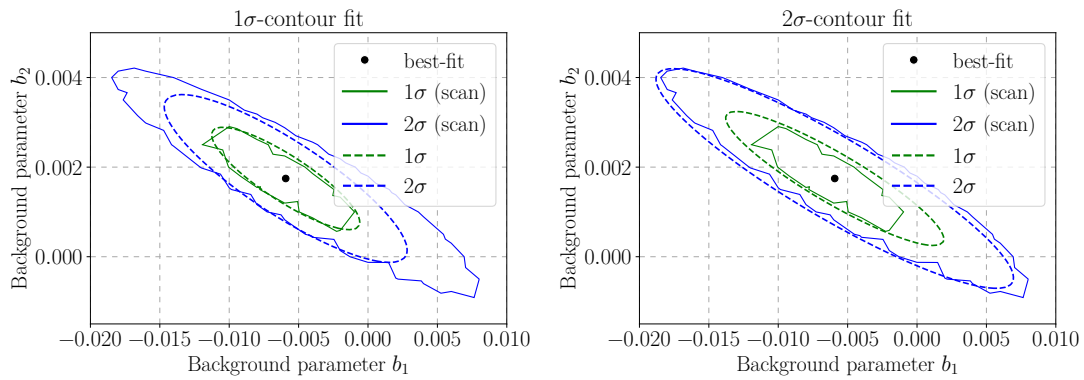 1σ-contour fit
Background parameter b₂
0.004
0.002
0.000
best-fit
1σ (scan)
2σ (scan)
1σ
2σ
−0.020 −0.015 −0.010 −0.005 0.000 0.005 0.010
Background parameter b₁
2σ-contour fit
Background parameter b₂
0.004
0.002
0.000
best-fit
1σ (scan)
2σ (scan)
1σ
2σ
−0.020 −0.015 −0.010 −0.005 0.000 0.005 0.010
Background parameter b₁